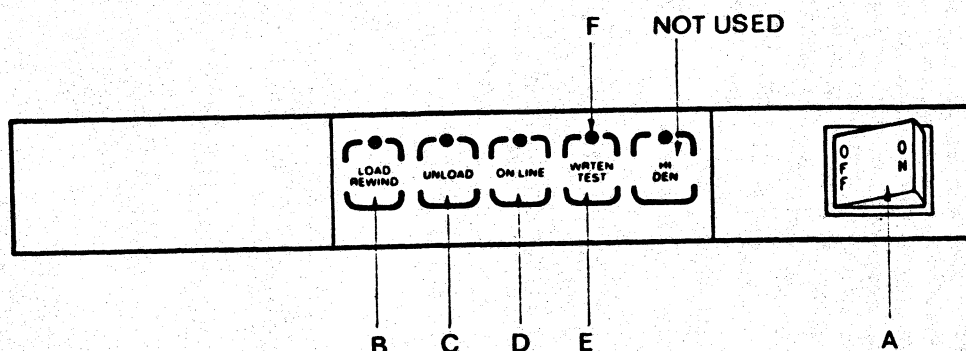 F NOT USED
LOAD
REWIND
UNLOAD
ON LINE
WRTEN
TEST
HI
DEN
OFF
ON
B C D E A